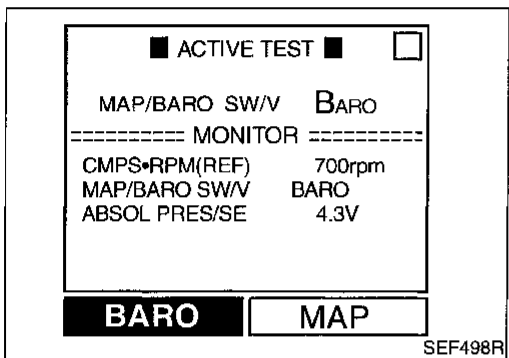 ■ ACTIVE TEST ■
MAP/BARO SW/V BARO
========= MONITOR =========
CMPS•RPM(REF) 700rpm
MAP/BARO SW/V BARO
ABSOL PRES/SE 4.3V
BARO MAP
SEF498R